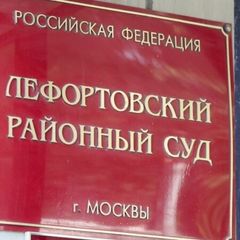 РОССИЙСКАЯ ФЕДЕРАЦИЯ
ЛЕФОРТОВСКИЙ
РАЙОННЫЙ СУД
г. МОСКВЫ